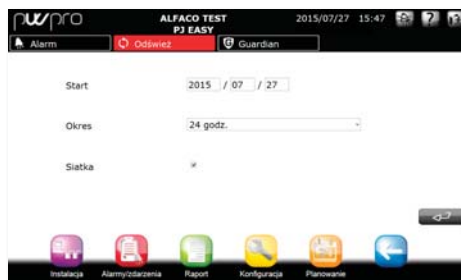 pwpro ALFACO TEST 2015/07/27 15:47 ?
PJ EASY
Alarm Odśwież Guardian
Start 2015 / 07 / 27
Okres 24 godz.
Siatka
Instalacja Alarmy/zdarzenia Raport Konfiguracja Planowanie